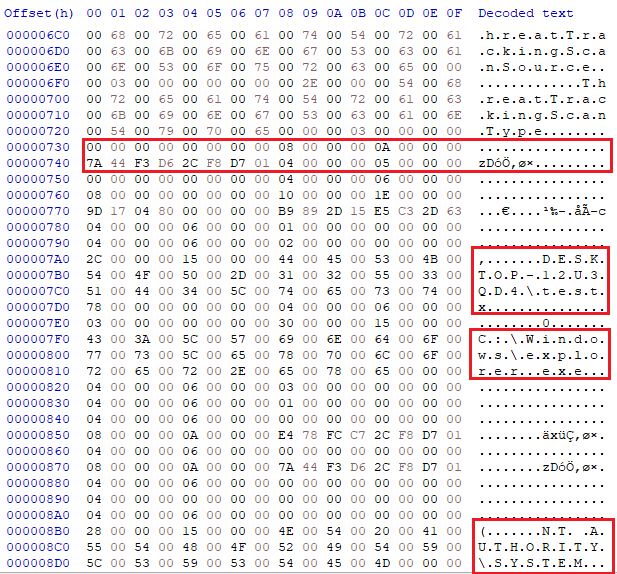 Offset(h) 00 01 02 03 04 05 06 07 08 09 0A 0B 0C 0D 0E 0F Decoded text
000006C0 00 68 00 72 00 65 00 61 00 74 00 54 00 72 00 61 .h.r.e.a.t.T.r.a
000006D0 00 63 00 6B 00 69 00 6E 00 67 00 53 00 63 00 61 .c.k.i.n.g.S.c.a
000006E0 00 6E 00 53 00 6F 00 75 00 72 00 63 00 65 00 00 .n.S.o.u.r.c.e..
000006F0 00 03 00 00 00 00 00 00 00 2E 00 00 00 54 00 68 .............T.h
00000700 00 72 00 65 00 61 00 74 00 54 00 72 00 61 00 63 .r.e.a.t.T.r.a.c
00000710 00 6B 00 69 00 6E 00 67 00 53 00 63 00 61 00 6E .k.i.n.g.S.c.a.n
00000720 00 54 00 79 00 70 00 65 00 00 00 03 00 00 00 00 .T.y.p.e........
00000730 00 00 00 00 00 00 00 00 08 00 00 00 0A 00 00 00 ................
00000740 7A 44 F3 D6 2C F8 D7 01 04 00 00 00 05 00 00 00 zDóÖ,ø×.........
00000750 00 00 00 00 00 00 00 00 04 00 00 00 06 00 00 00 ................
00000760 08 00 00 00 00 00 00 00 10 00 00 00 1E 00 00 00 ................
00000770 9D 17 04 80 00 00 00 00 B9 89 2D 15 E5 C3 2D 63 ...€....¹‰-.åÃ-c
00000780 04 00 00 00 06 00 00 00 01 00 00 00 00 00 00 00 ................
00000790 04 00 00 00 06 00 00 00 02 00 00 00 00 00 00 00 ................
000007A0 2C 00 00 00 15 00 00 00 44 00 45 00 53 00 4B 00 ,.......D.E.S.K.
000007B0 54 00 4F 00 50 00 2D 00 31 00 32 00 55 00 33 00 T.O.P.-.1.2.U.3.
000007C0 51 00 44 00 34 00 5C 00 74 00 65 00 73 00 74 00 Q.D.4.\.t.e.s.t.
000007D0 78 00 00 00 00 00 00 00 04 00 00 00 06 00 00 00 x...............
000007E0 03 00 00 00 00 00 00 00 30 00 00 00 15 00 00 00 ........0.......
000007F0 43 00 3A 00 5C 00 57 00 69 00 6E 00 64 00 6F 00 C.:.\.W.i.n.d.o.
00000800 77 00 73 00 5C 00 65 00 78 00 70 00 6C 00 6F 00 w.s.\.e.x.p.l.o.
00000810 72 00 65 00 72 00 2E 00 65 00 78 00 65 00 00 00 r.e.r...e.x.e...
00000820 04 00 00 00 06 00 00 00 03 00 00 00 00 00 00 00 ................
00000830 04 00 00 00 06 00 00 00 01 00 00 00 00 00 00 00 ................
00000840 04 00 00 00 06 00 00 00 00 00 00 00 00 00 00 00 ................
00000850 08 00 00 00 0A 00 00 00 E4 78 FC C7 2C F8 D7 01 ........äxüÇ,ø×.
00000860 04 00 00 00 06 00 00 00 00 00 00 00 00 00 00 00 ................
00000870 08 00 00 00 0A 00 00 00 7A 44 F3 D6 2C F8 D7 01 ........zDóÖ,ø×.
00000880 04 00 00 00 06 00 00 00 00 00 00 00 00 00 00 00 ................
00000890 04 00 00 00 04 00 00 00 00 00 00 00 00 00 00 00 ................
000008A0 04 00 00 00 06 00 00 00 00 00 00 00 00 00 00 00 ................
000008B0 28 00 00 00 15 00 00 00 4E 00 54 00 20 00 41 00 (.......N.T. .A.
000008C0 55 00 54 00 48 00 4F 00 52 00 49 00 54 00 59 00 U.T.H.O.R.I.T.Y.
000008D0 5C 00 53 00 59 00 53 00 54 00 45 00 4D 00 00 00 \.S.Y.S.T.E.M...